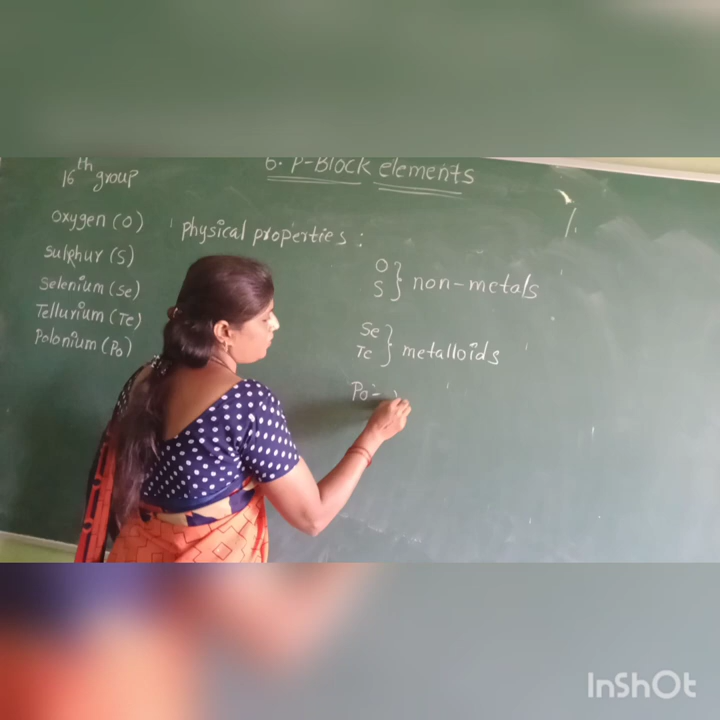 16th group
6. P-Block elements
Oxygen (O)
Sulphur (S)
Selenium (Se)
Tellurium (Te)
Polonium (Po)
Physical properties :
O
S } non-metals
Se
Te } metalloids
Po :-
InShOt